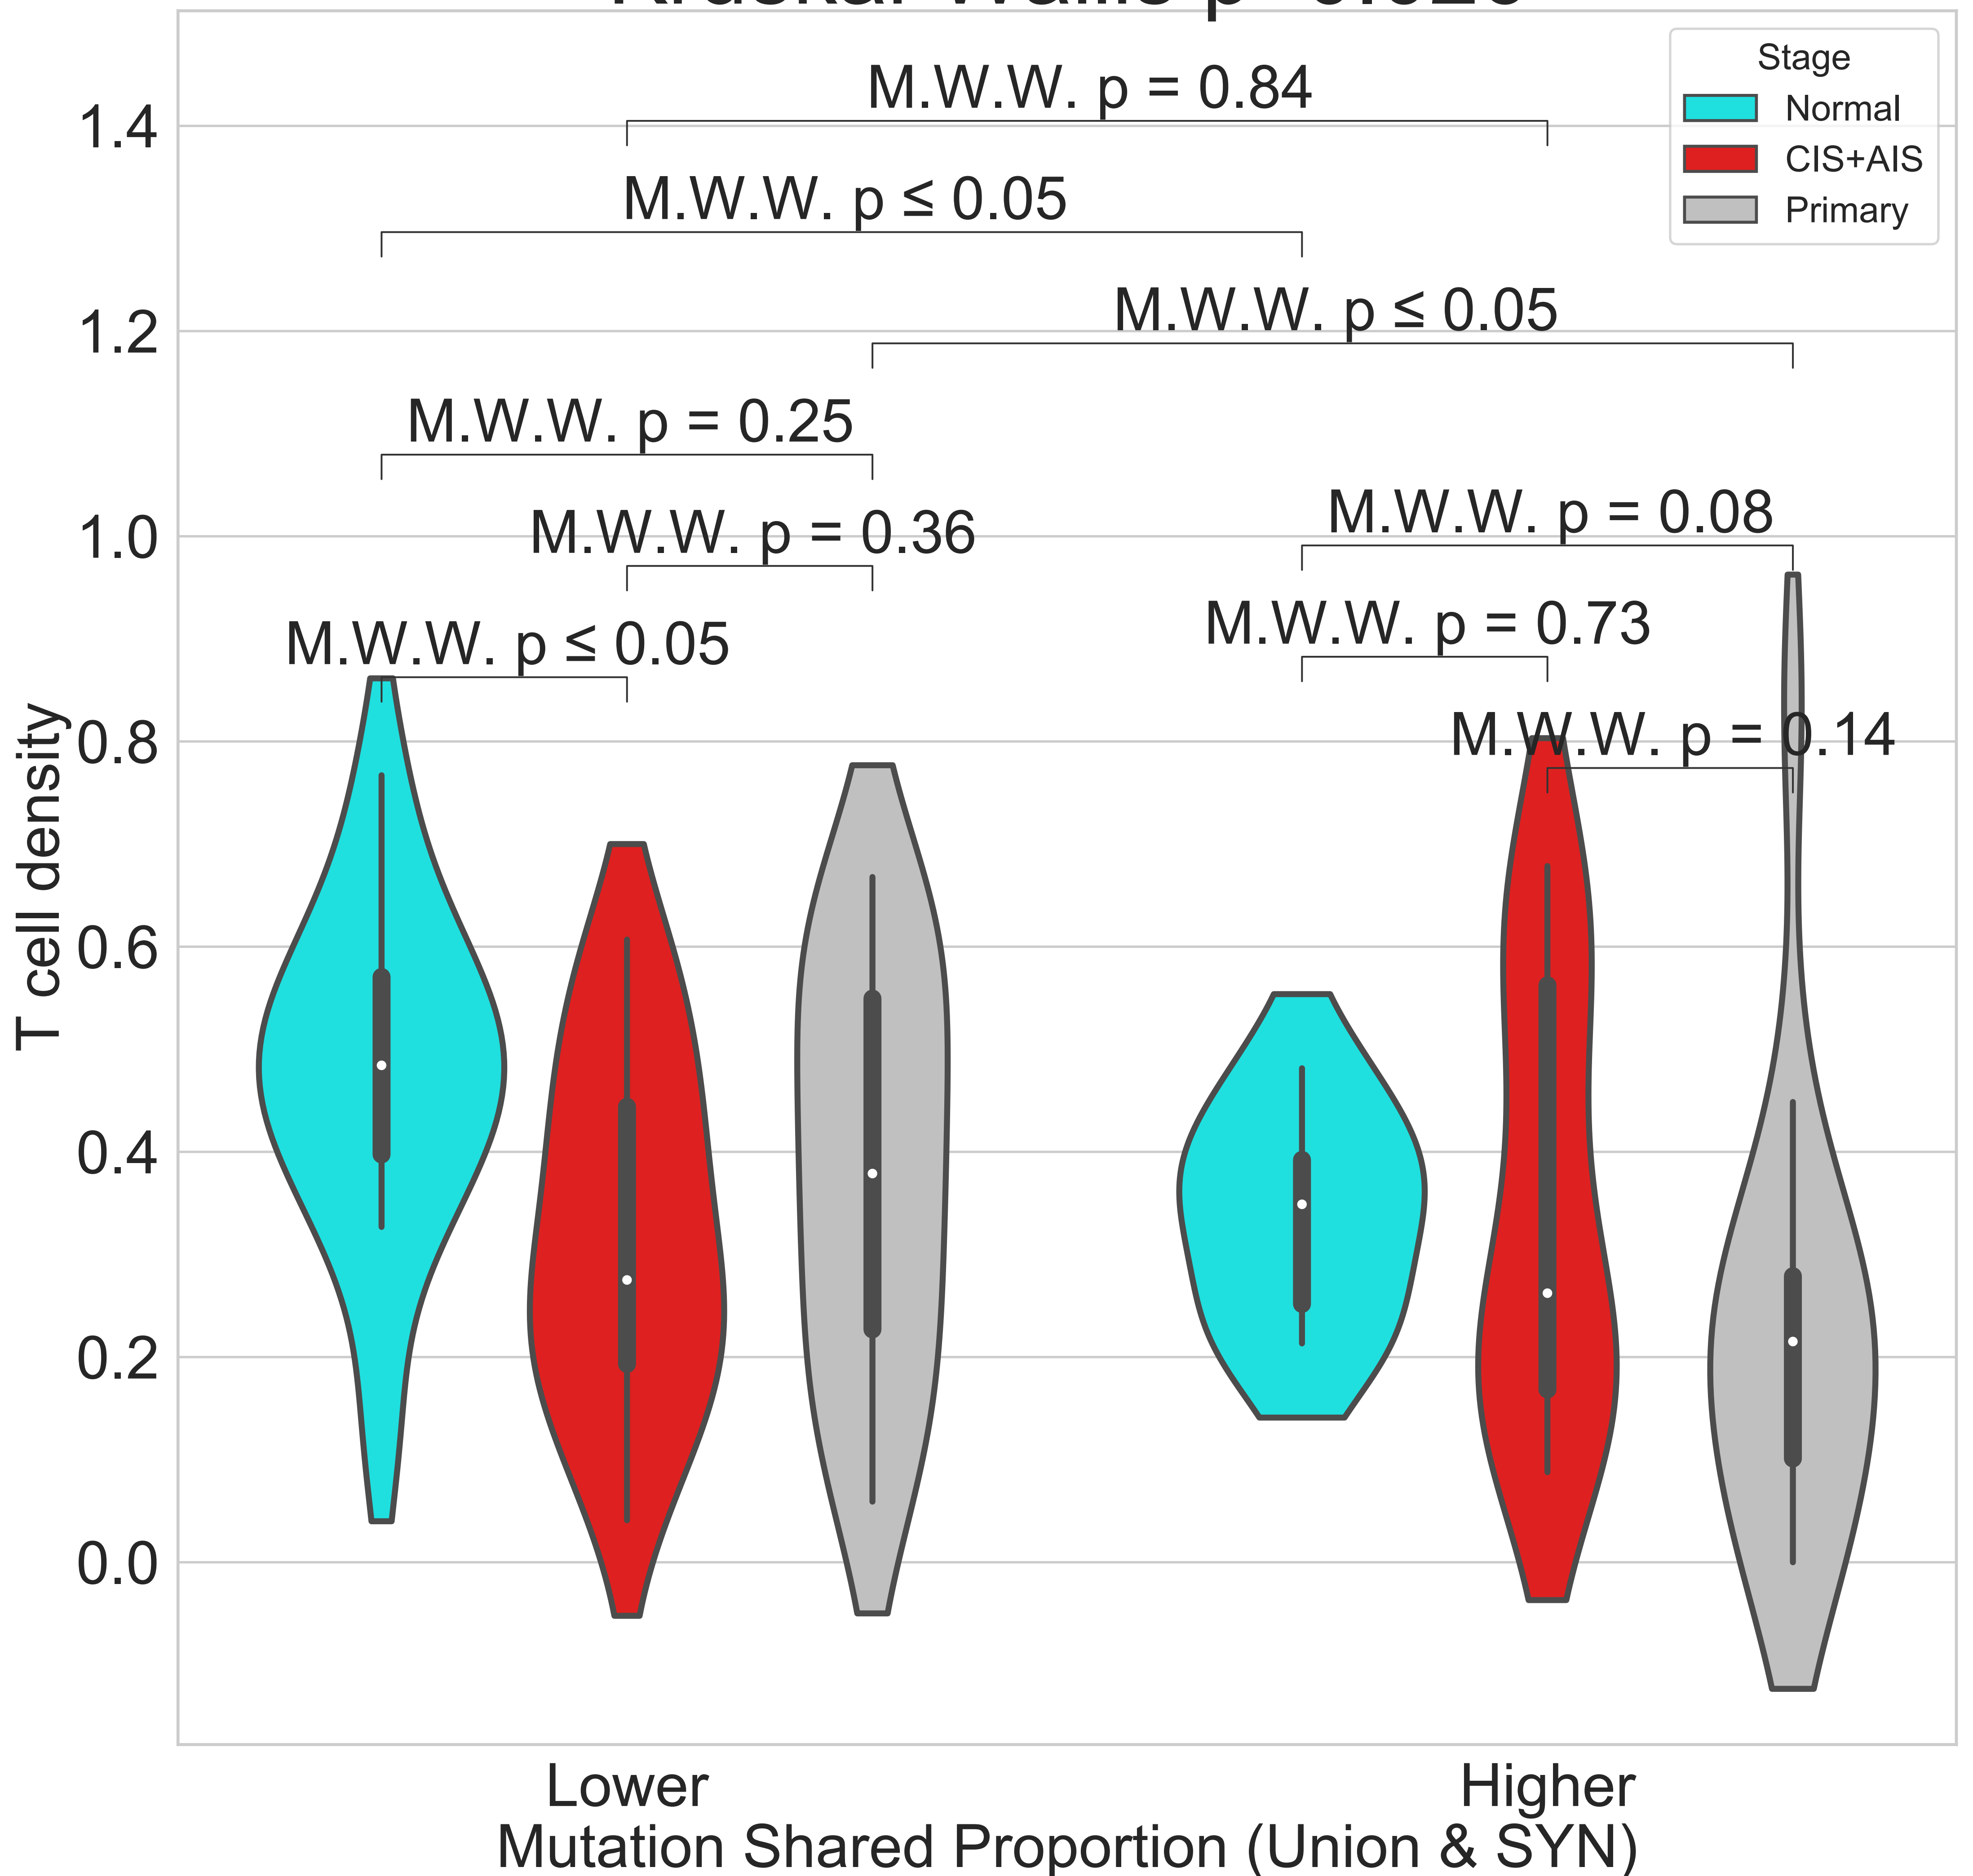 Stage
Normal
CIS+AIS
Primary
M.W.W. p = 0.84
M.W.W. p ≤ 0.05
M.W.W. p ≤ 0.05
M.W.W. p = 0.25
M.W.W. p = 0.36
M.W.W. p = 0.08
M.W.W. p = 0.73
M.W.W. p ≤ 0.05
M.W.W. p = 0.14
T cell density
1.4
1.2
1.0
0.8
0.6
0.4
0.2
0.0
Lower
Higher
Mutation Shared Proportion (Union & SYN)